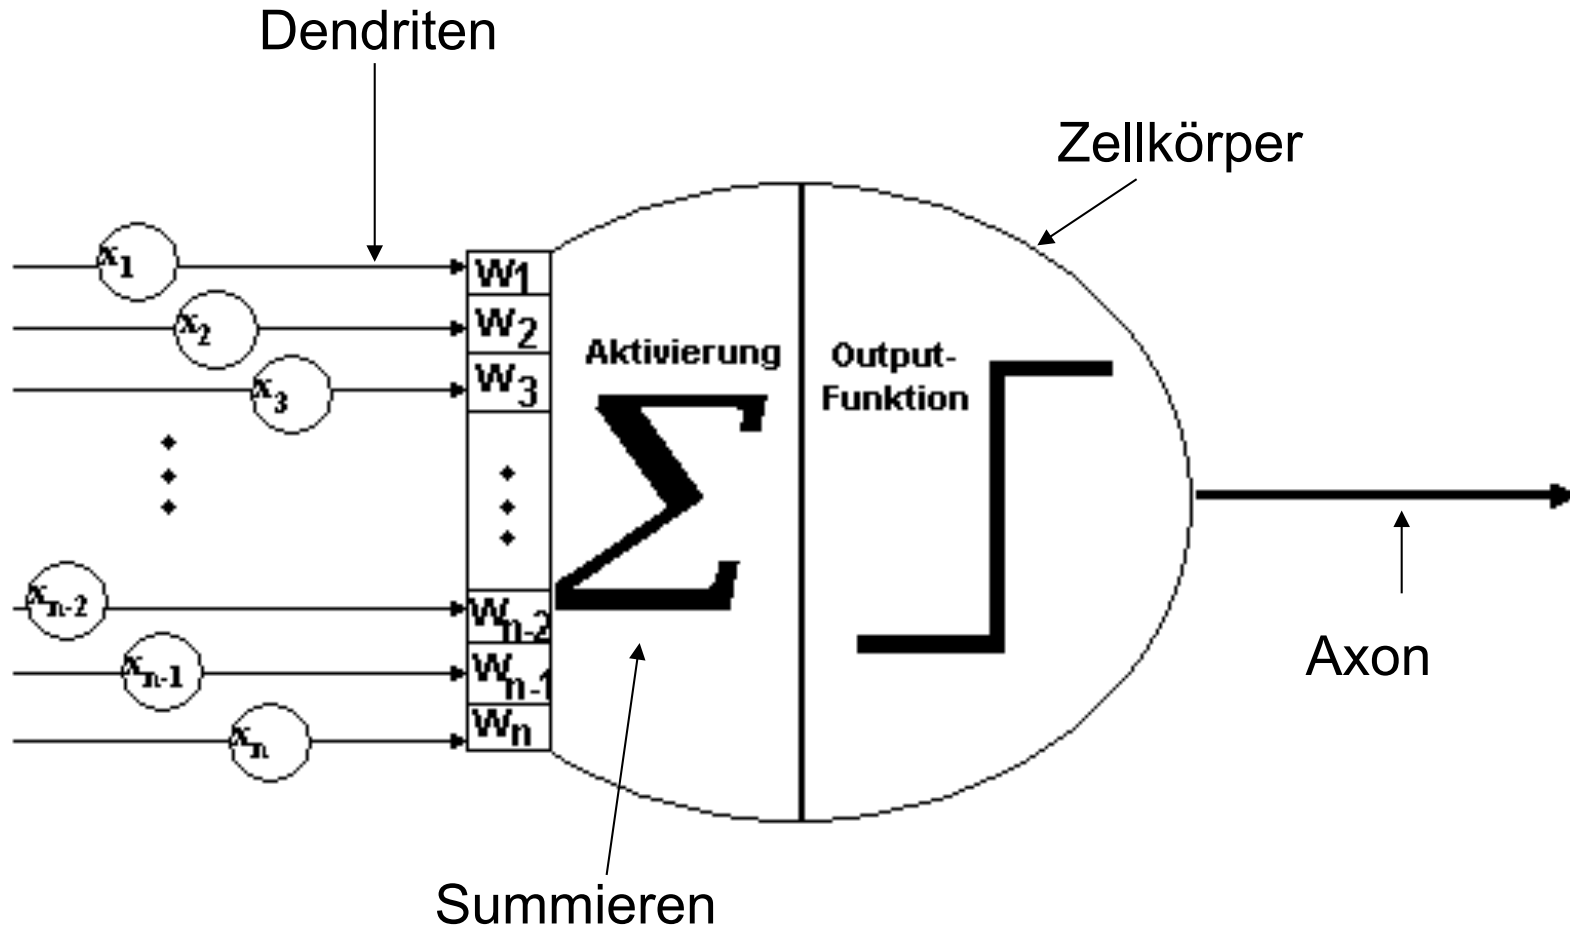 Dendriten
Zellkörper
x1
x2
x3
xn-2
xn-1
xn
W1
W2
W3
Wn-2
Wn-1
Wn
Aktivierung
Σ
Output-
Funktion
Axon
Summieren